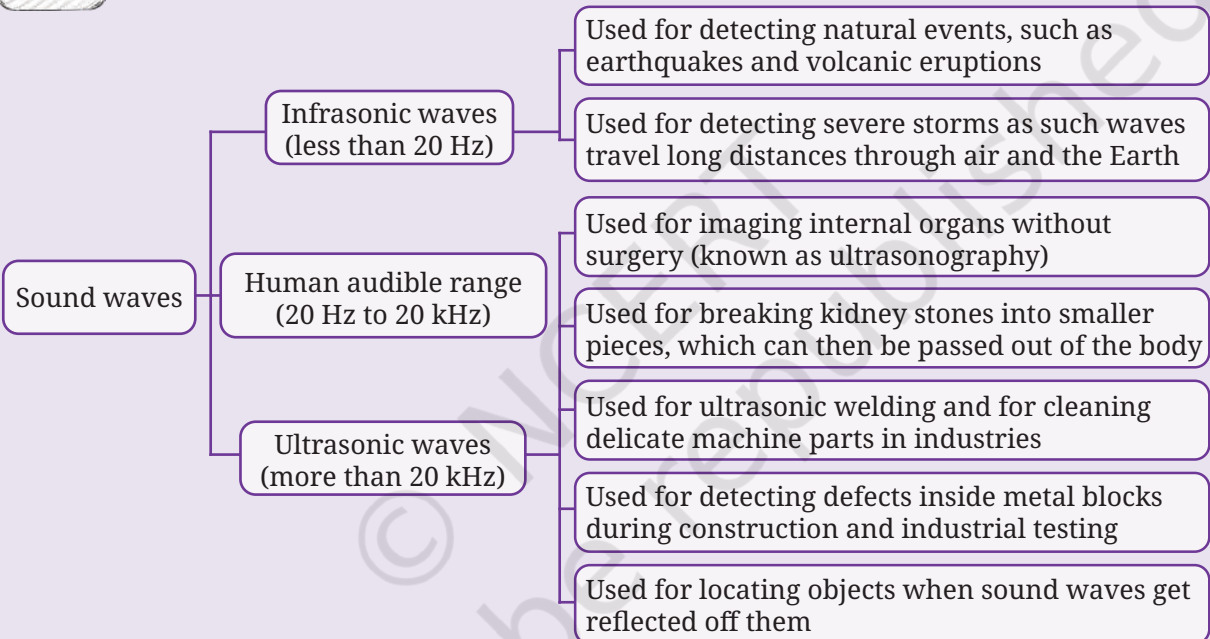 Used for detecting natural events, such as
earthquakes and volcanic eruptions
Infrasonic waves
(less than 20 Hz)
Used for detecting severe storms as such waves
travel long distances through air and the Earth
Used for imaging internal organs without
surgery (known as ultrasonography)
Sound waves
Human audible range
(20 Hz to 20 kHz)
Used for breaking kidney stones into smaller
pieces, which can then be passed out of the body
Used for ultrasonic welding and for cleaning
delicate machine parts in industries
Ultrasonic waves
(more than 20 kHz)
Used for detecting defects inside metal blocks
during construction and industrial testing
Used for locating objects when sound waves get
reflected off them
© NCERT
be republished